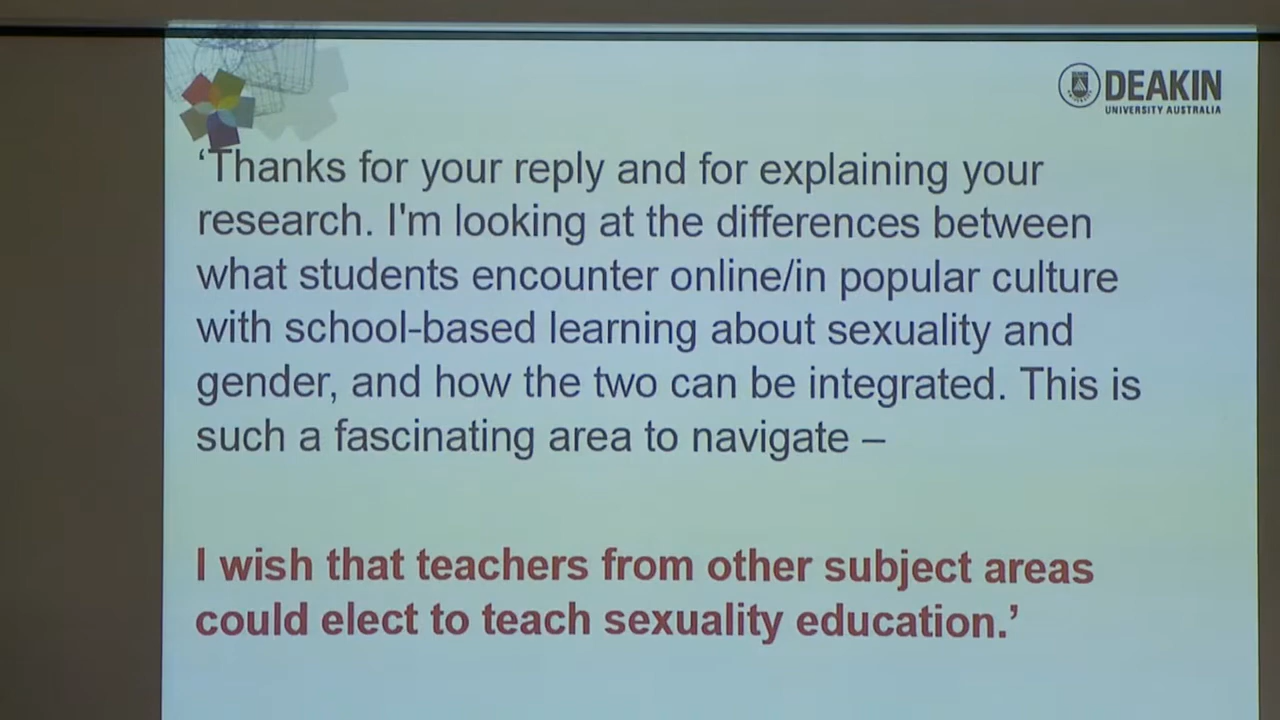 DEAKIN
UNIVERSITY AUSTRALIA
‘Thanks for your reply and for explaining your
research. I'm looking at the differences between
what students encounter online/in popular culture
with school-based learning about sexuality and
gender, and how the two can be integrated. This is
such a fascinating area to navigate –
I wish that teachers from other subject areas
could elect to teach sexuality education.’